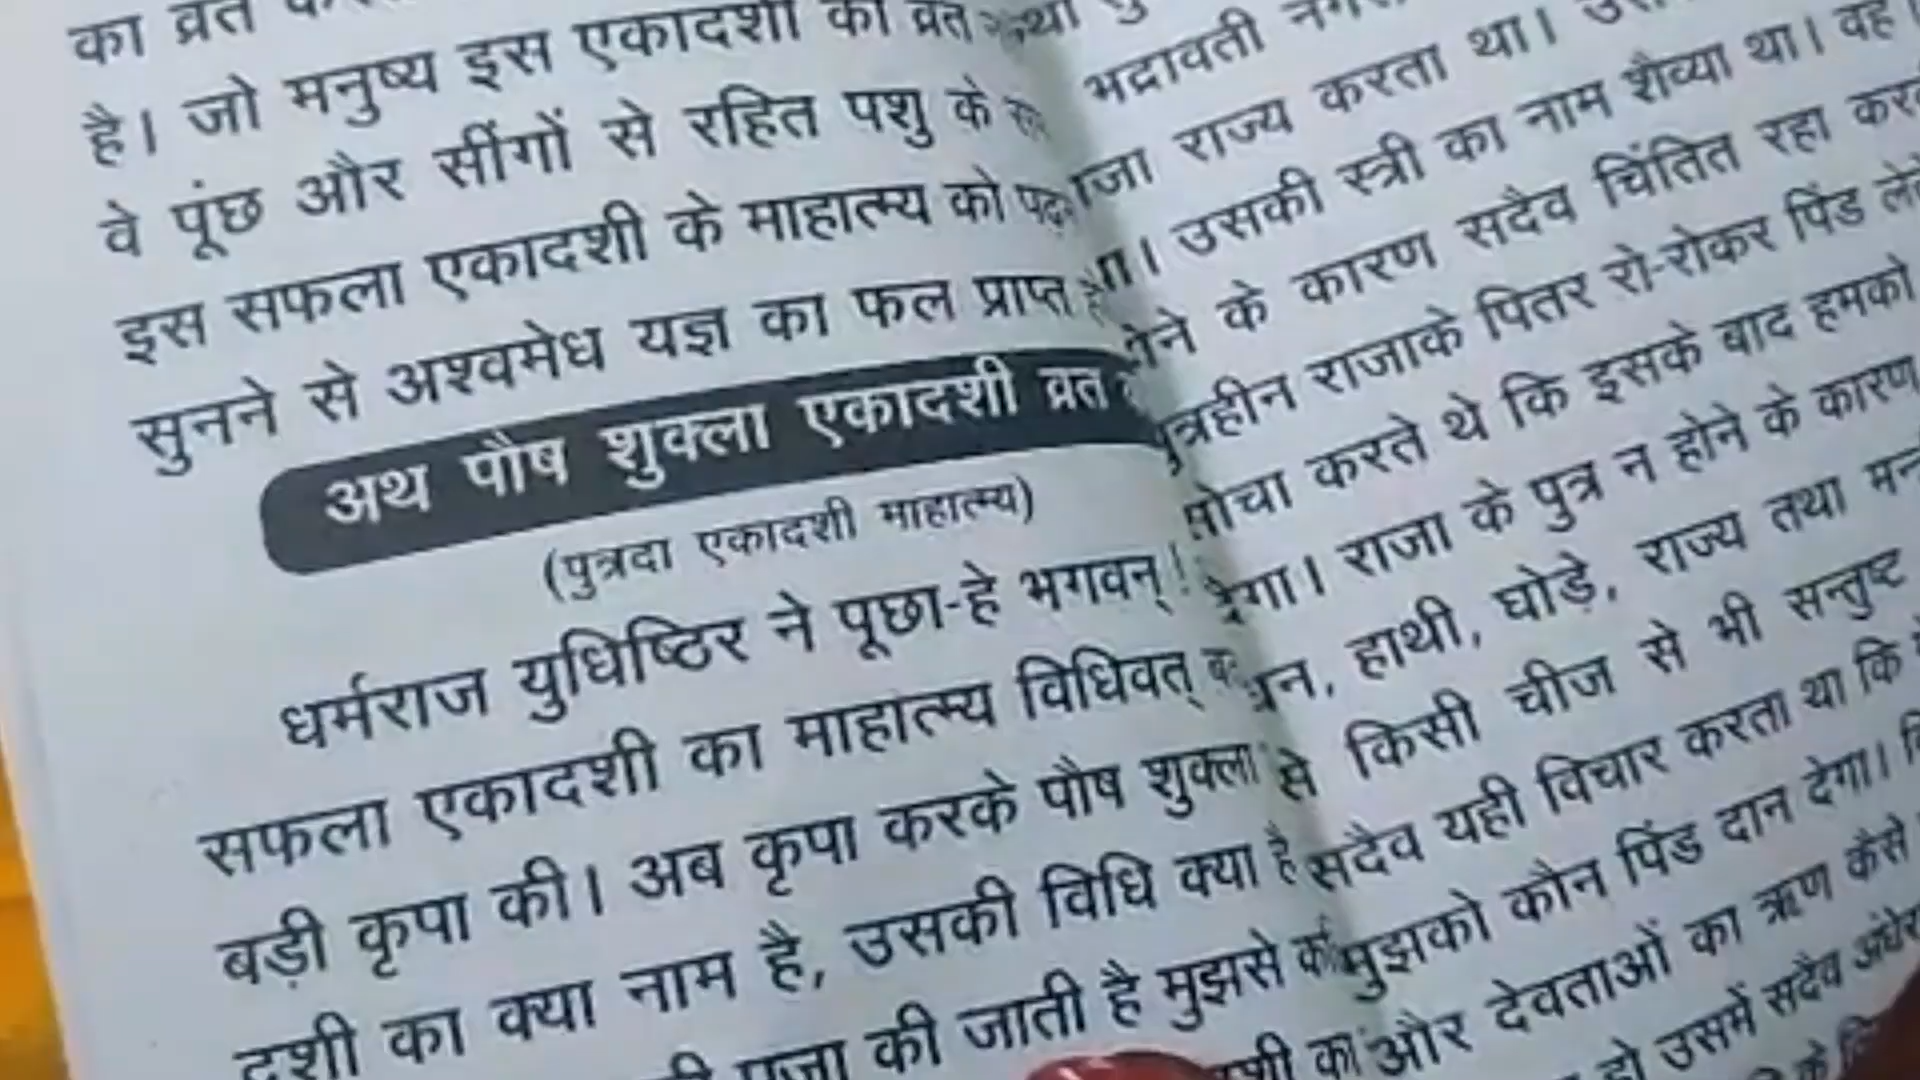 का व्रत
है। जो मनुष्य इस एकादशी का व्रत
वे पूंछ और सींगों से रहित पशु के
इस सफला एकादशी के माहात्म्य को
सुनने से अश्वमेध यज्ञ का फल प्राप्त
अथ पौष शुक्ला एकादशी व्रत
(पुत्रदा एकादशी माहात्म्य)
धर्मराज युधिष्ठिर ने पूछा-हे भगवन्!
सफला एकादशी का माहात्म्य विधिवत्
बड़ी कृपा की। अब कृपा करके पौष शुक्ला
दशी का क्या नाम है, उसकी विधि क्या है
की जाती है मुझसे
भद्रावती
राज्य करता था।
उसकी स्त्री का नाम शैव्या था। वह
के कारण सदैव चिंतित रहा
राजाके पितर रो-रोकर पिंड
करते थे कि इसके बाद हमको
राजा के पुत्र न होने के कारण
हाथी, घोड़े, राज्य तथा
से किसी चीज से भी सन्तुष्ट
सदैव यही विचार करता था कि
मुझको कौन पिंड दान देगा।
और देवताओं का ऋण कैसे
हो उसमें सदैव